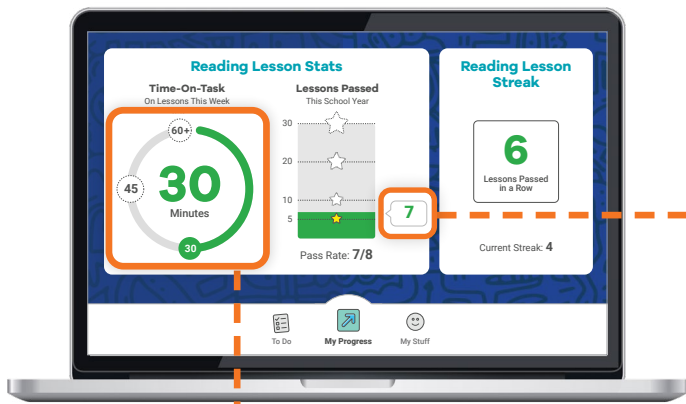 Reading Lesson Stats
Time-On-Task
On Lessons This Week
60+
45
30
Minutes
30
Lessons Passed
This School Year
30
20
10
5
7
Pass Rate: 7/8
Reading Lesson
Streak
6
Lessons Passed
in a Row
Current Streak: 4
To Do
My Progress
My Stuff